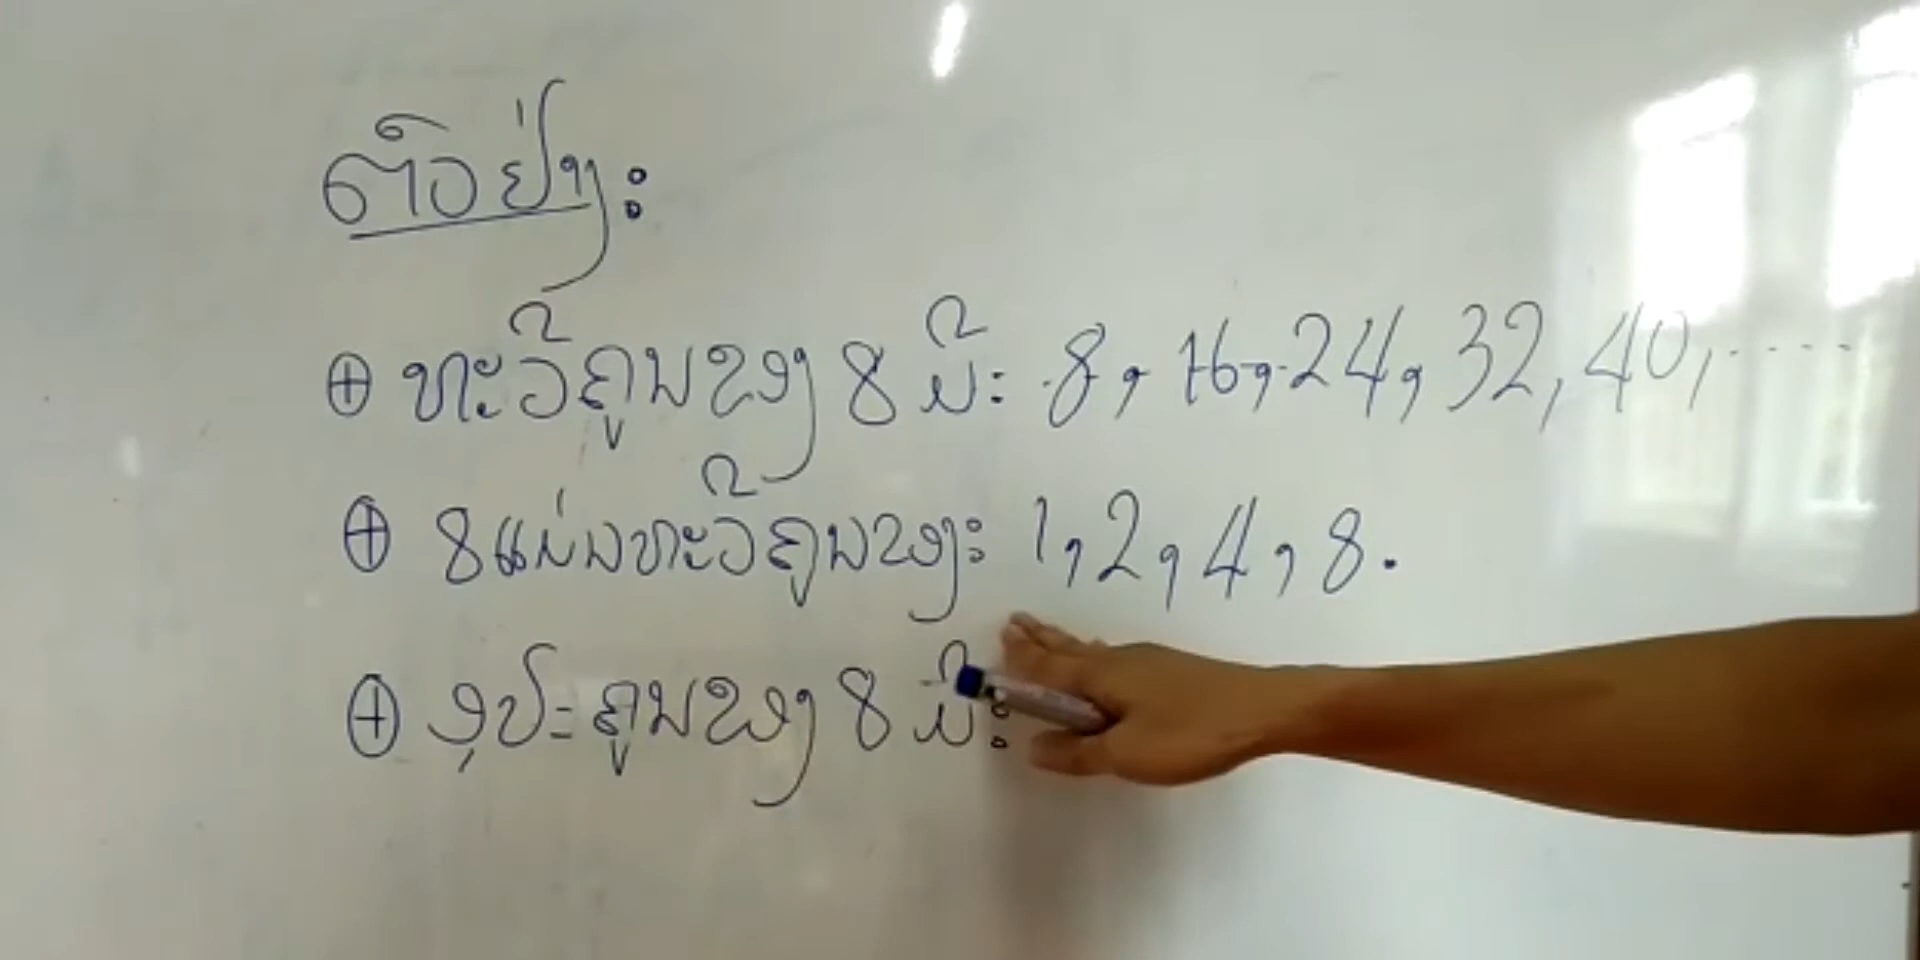 ຕົວຢ່າງ:
⊕ ທະວີຄູນຂອງ 8 ມີ: 8, 16, 24, 32, 40, .....
⊕ 8 ແມ່ນທະວີຄູນຂອງ: 1, 2, 4, 8.
⊕ ຕົວປະຄູນຂອງ 8 ມີ: